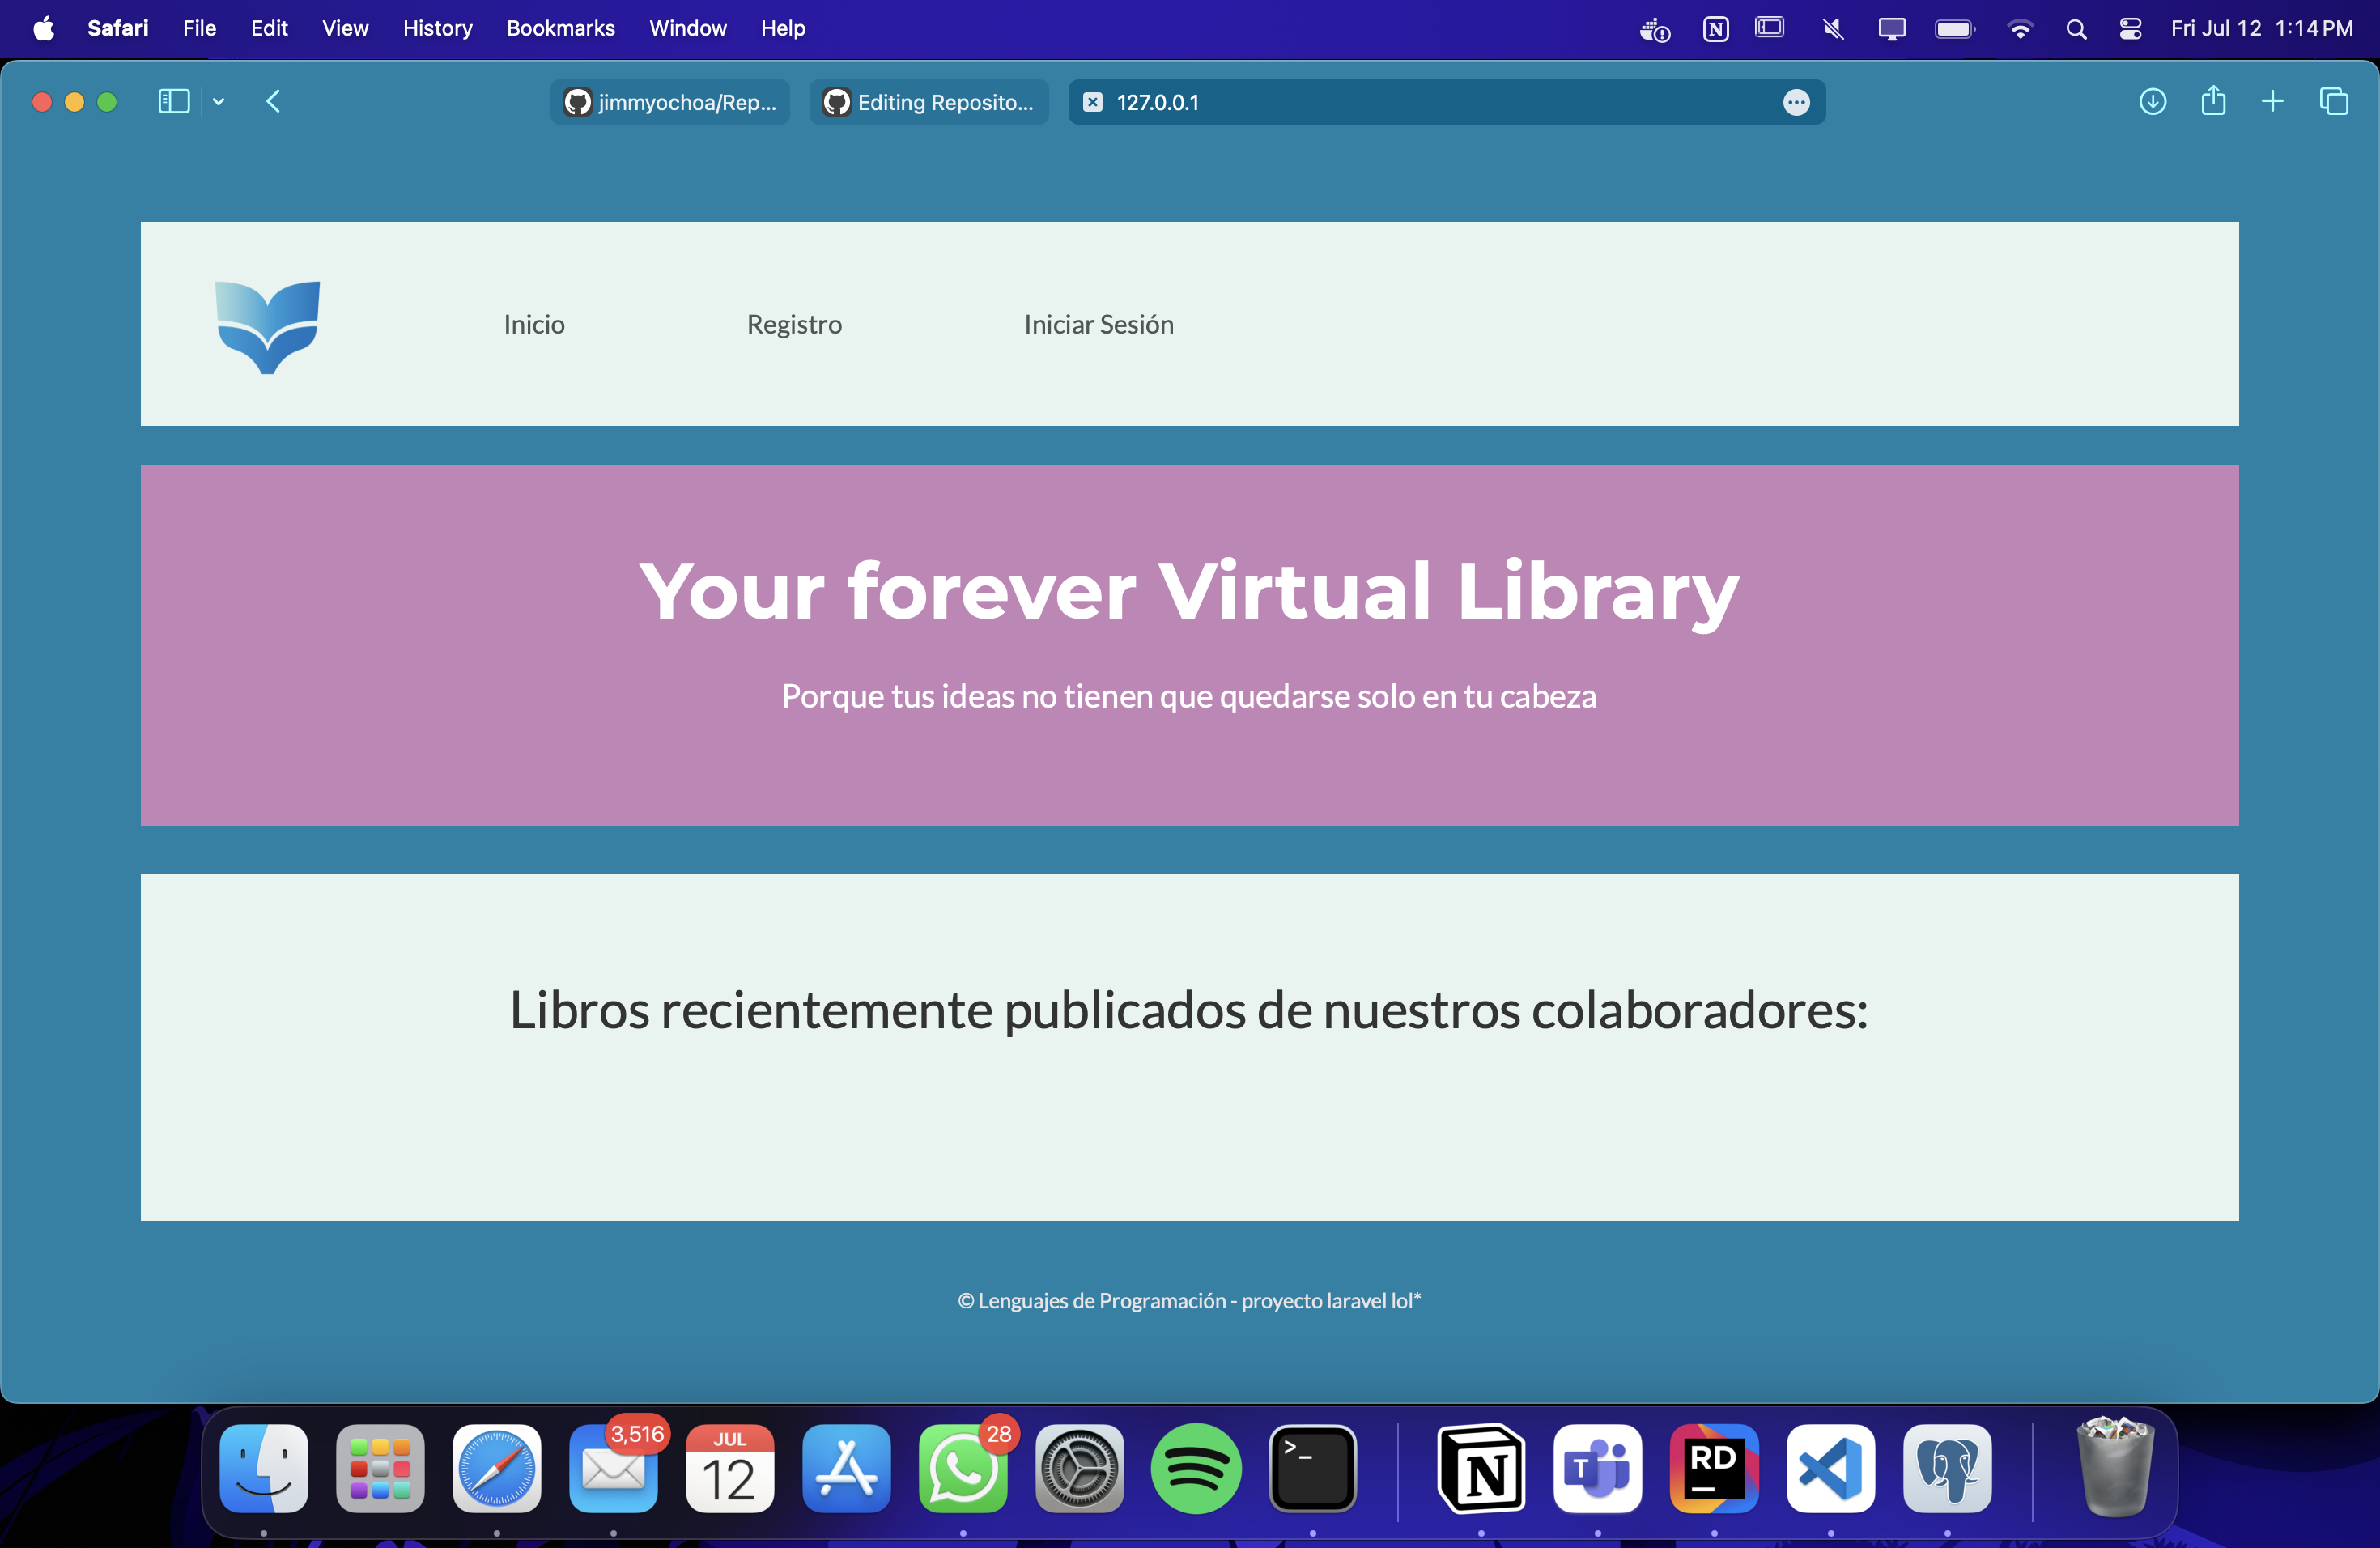 Safari File Edit View History Bookmarks Window Help N Fri Jul 12 1:14 PM
jimmyochoa/Rep... Editing Reposito... 127.0.0.1
Inicio Registro Iniciar Sesión
Your forever Virtual Library
Porque tus ideas no tienen que quedarse solo en tu cabeza
Libros recientemente publicados de nuestros colaboradores:
© Lenguajes de Programación - proyecto laravel lol*
3,516 JUL 28
12 >_ N T RD